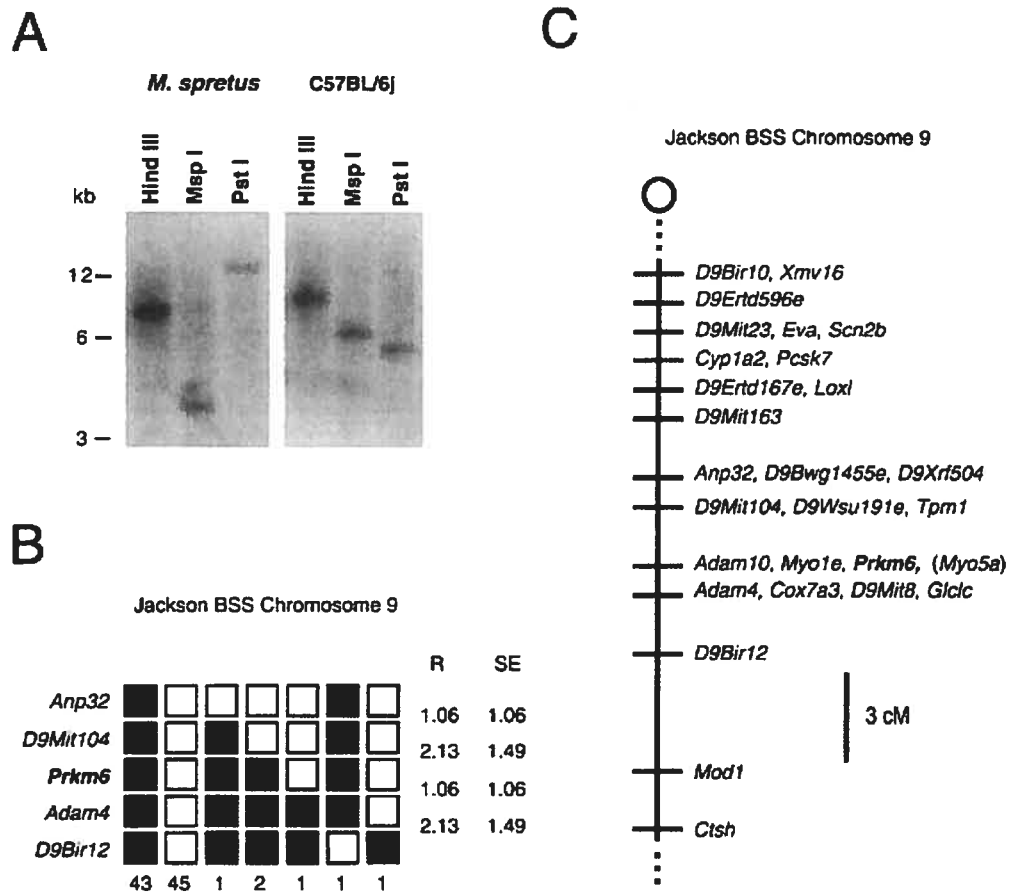 A
M. spretus
C57BL/6j
Hind III
Msp I
Pst I
Hind III
Msp I
Pst I
kb
12
6
3
B
Jackson BSS Chromosome 9
R SE
Anp32
1.06 1.06
D9Mit104
2.13 1.49
Prkm6
1.06 1.06
Adam4
2.13 1.49
D9Bir12
43 45 1 2 1 1 1
C
Jackson BSS Chromosome 9
D9Bir10, Xmv16
D9Ertd596e
D9Mit23, Eva, Scn2b
Cyp1a2, Pcsk7
D9Ertd167e, Loxl
D9Mit163
Anp32, D9Bwg1455e, D9Xrf504
D9Mit104, D9Wsu191e, Tpm1
Adam10, Myo1e, Prkm6, (Myo5a)
Adam4, Cox7a3, D9Mit8, Glclc
D9Bir12
3 cM
Mod1
Ctsh